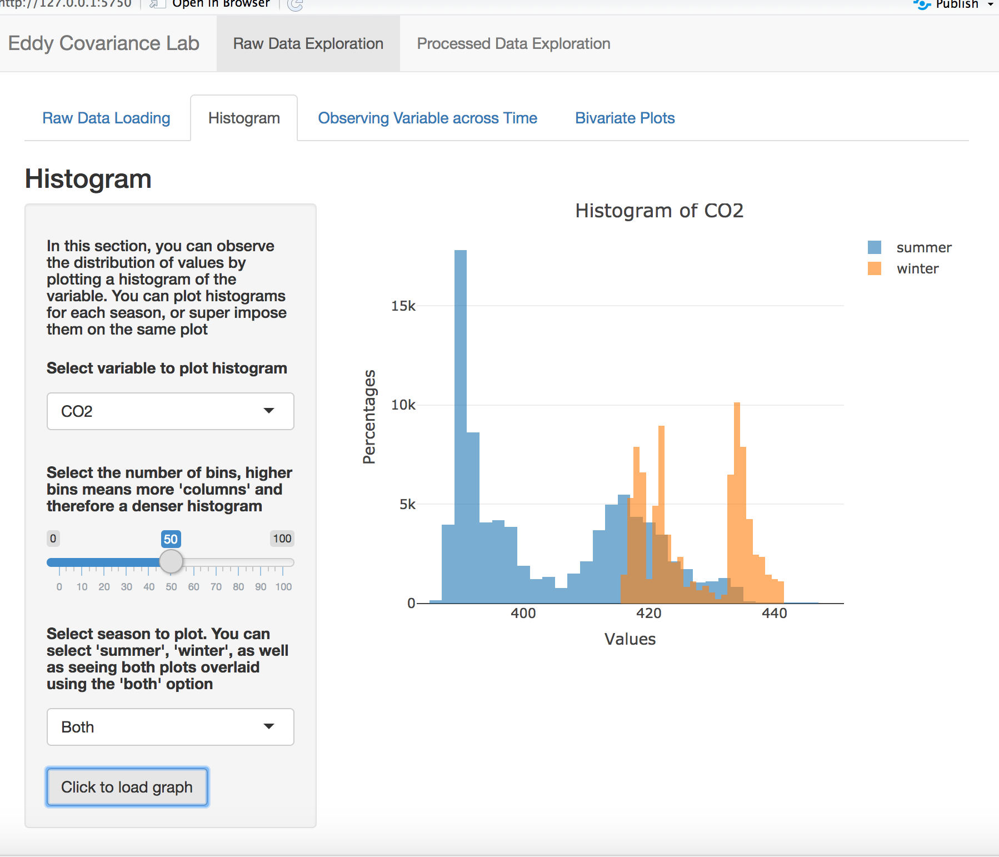 http://127.0.0.1:5750
Open in Browser
Publish
Eddy Covariance Lab
Raw Data Exploration
Processed Data Exploration
Raw Data Loading
Histogram
Observing Variable across Time
Bivariate Plots
Histogram
In this section, you can observe
the distribution of values by
plotting a histogram of the
variable. You can plot histograms
for each season, or super impose
them on the same plot
Select variable to plot histogram
CO2
Select the number of bins, higher
bins means more 'columns' and
therefore a denser histogram
0
50
100
0 10 20 30 40 50 60 70 80 90 100
Select season to plot. You can
select 'summer', 'winter', as well
as seeing both plots overlaid
using the 'both' option
Both
Click to load graph
Histogram of CO2
summer
winter
Percentages
15k
10k
5k
0
400 420 440
Values